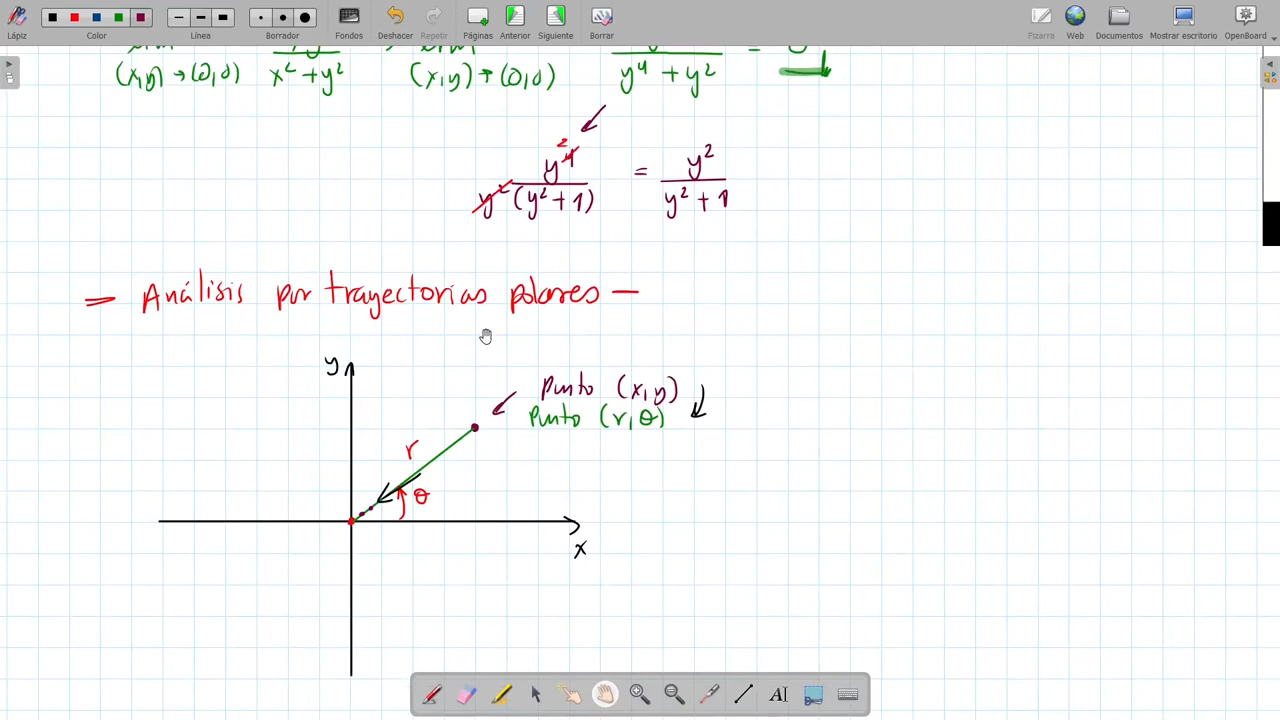 Lápiz Color Línea Borrador Fondos Deshacer Repetir Páginas Anterior Siguiente Borrar Pizarra Web Documentos Mostrar escritorio OpenBoard
(x,y)→(0,0) x² + y² (x,y)→(0,0) y⁴ + y² = 0
y⁴ 2 = y²
y² (y² + 1) y² + 1
= Análisis por trayectorias polares –
y
Punto (x,y)
Punto (r,θ)
r
θ
x